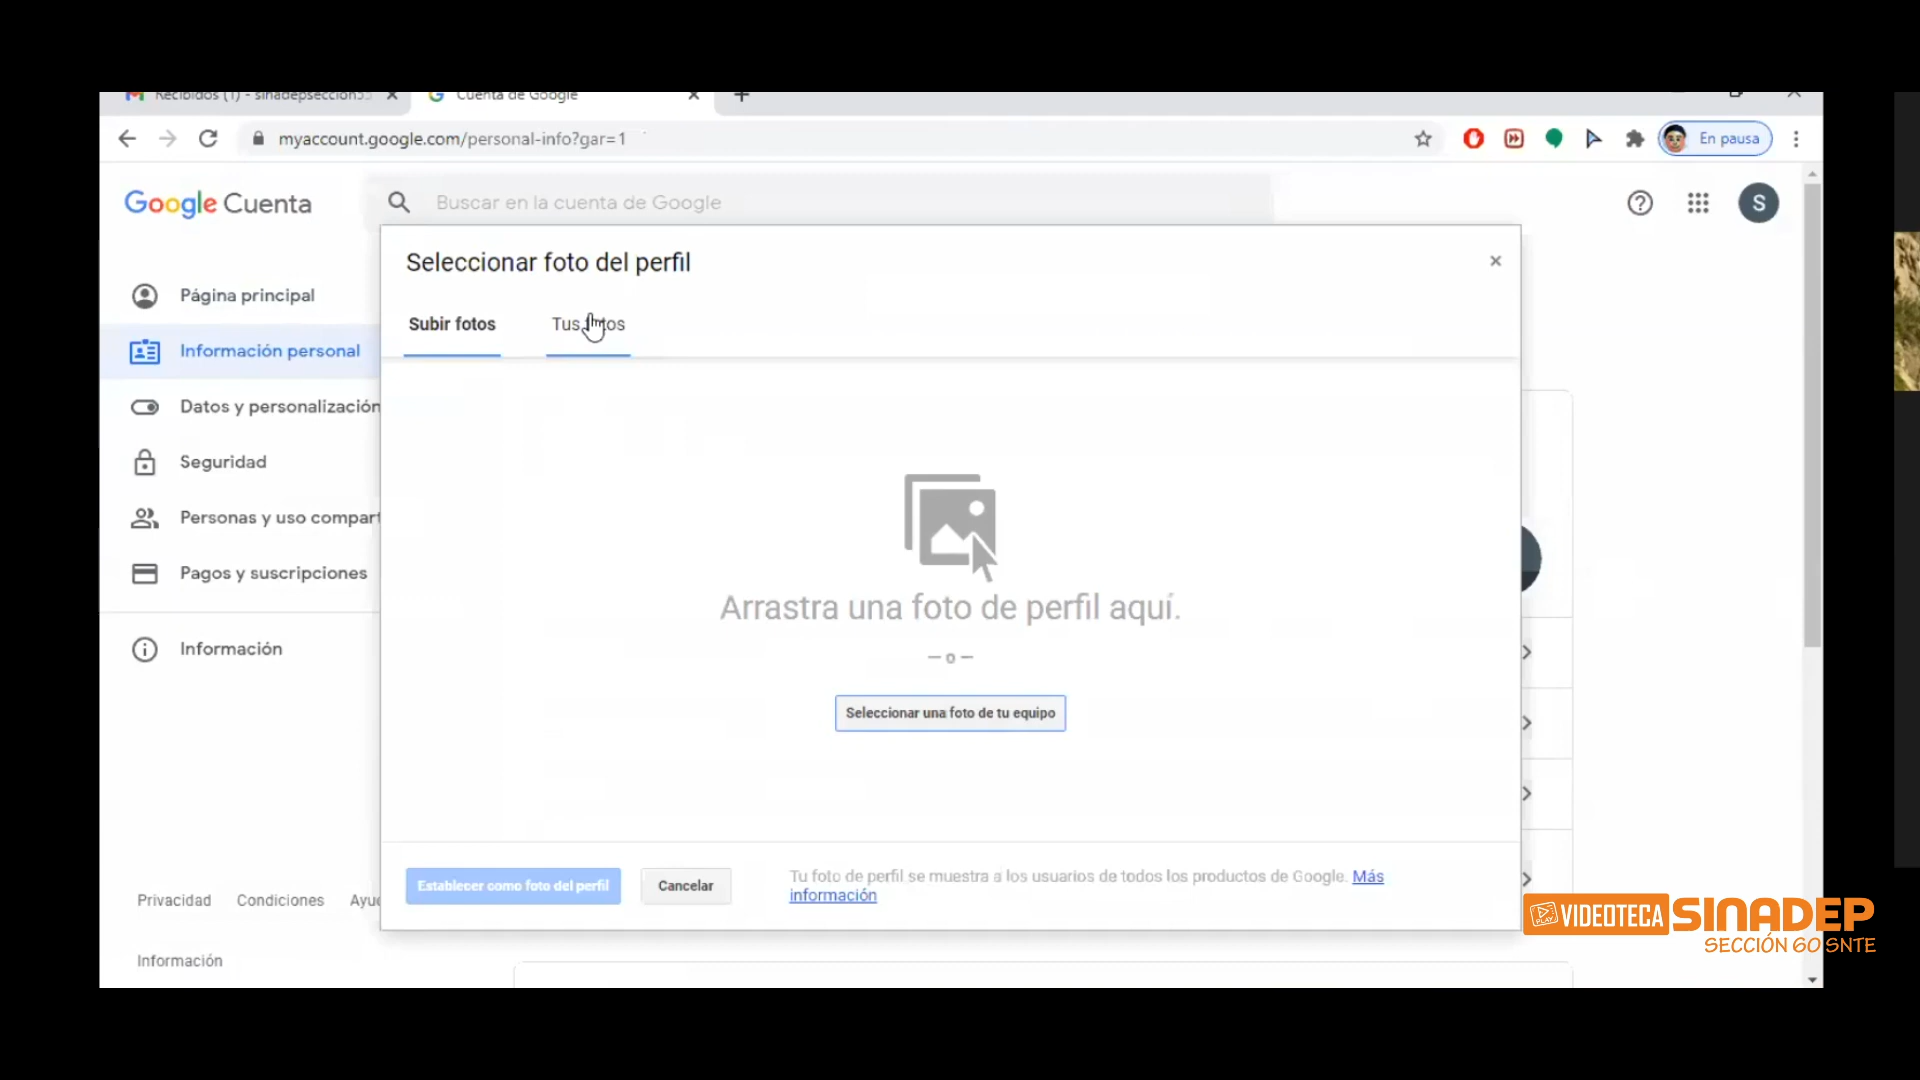 Recibidos (1) - sinadepseccion55
Cuenta de Google
myaccount.google.com/personal-info?gar=1
En pausa
Google Cuenta
Buscar en la cuenta de Google
S
Seleccionar foto del perfil
Página principal
Subir fotos
Tus fotos
Información personal
Datos y personalización
Seguridad
Personas y uso compart
Pagos y suscripciones
Arrastra una foto de perfil aquí.
Información
– o –
Seleccionar una foto de tu equipo
Establecer como foto del perfil
Cancelar
Tu foto de perfil se muestra a los usuarios de todos los productos de Google. Más
información
Privacidad
Condiciones
Ayu
PLAY VIDEOTECA SINADEP
SECCIÓN 60 SNTE
Información